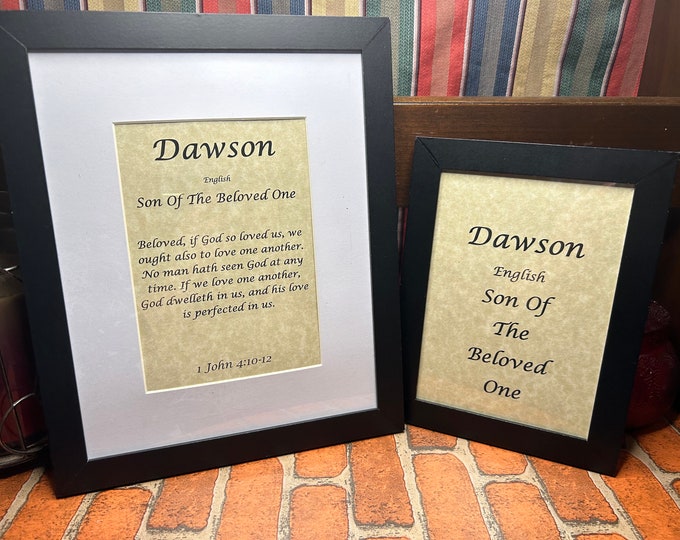 Dawson
English
Son Of The Beloved One
Beloved, if God so loved us, we
ought also to love one another.
No man hath seen God at any
time. If we love one another,
God dwelleth in us, and his love
is perfected in us.
1 John 4:10-12
Dawson
English
Son Of
The
Beloved
One